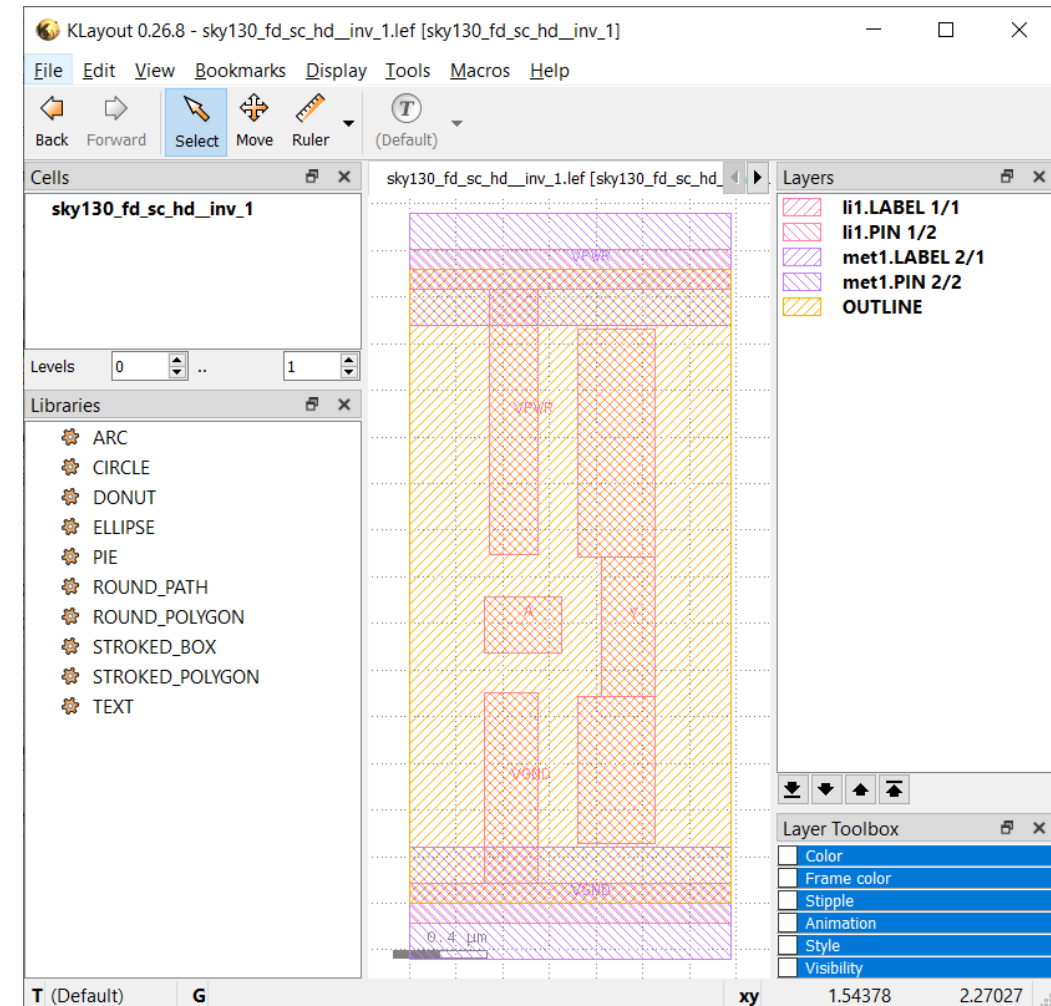 KLayout 0.26.8 - sky130_fd_sc_hd__inv_1.lef [sky130_fd_sc_hd__inv_1]
File Edit View Bookmarks Display Tools Macros Help
Back Forward Select Move Ruler T (Default)
Cells
sky130_fd_sc_hd__inv_1
Levels 0 .. 1
Libraries
ARC
CIRCLE
DONUT
ELLIPSE
PIE
ROUND_PATH
ROUND_POLYGON
STROKED_BOX
STROKED_POLYGON
TEXT
sky130_fd_sc_hd__inv_1.lef [sky130_fd_sc_hd_
VPWR
VPWR
A Y
VGND
VGND
0.4 µm
Layers
li1.LABEL 1/1
li1.PIN 1/2
met1.LABEL 2/1
met1.PIN 2/2
OUTLINE
Layer Toolbox
Color
Frame color
Stipple
Animation
Style
Visibility
T (Default) G xy 1.54378 2.27027